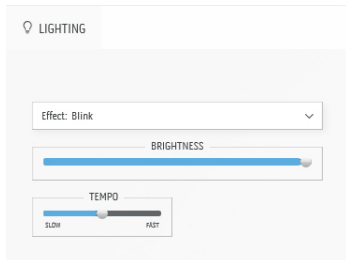 LIGHTING
Effect: Blink
BRIGHTNESS
TEMPO
SLOW FAST